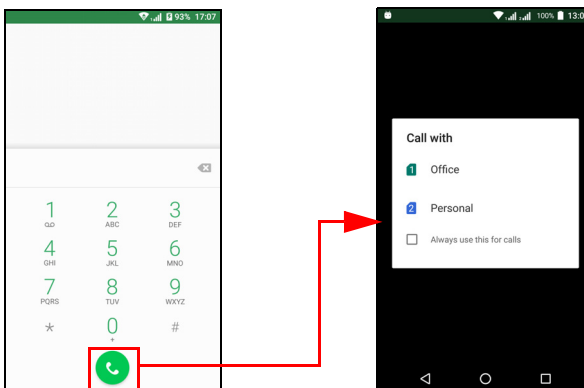 93% 17:07
1 2 3
ABC DEF
4 5 6
GHI JKL MNO
7 8 9
PQRS TUV WXYZ
* 0 #
+
100% 13:0
Call with
1 Office
2 Personal
Always use this for calls